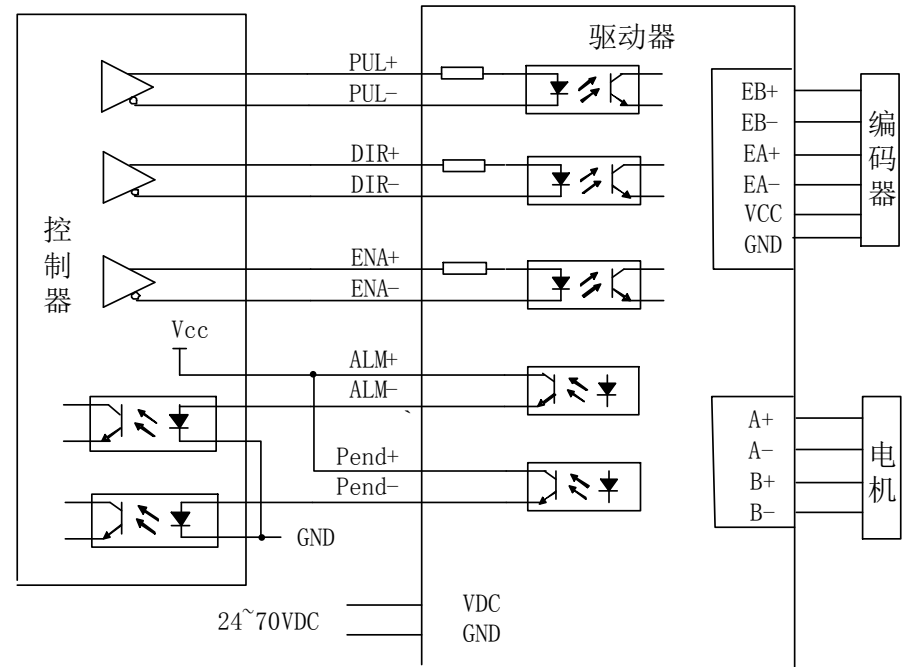 驱动器
PUL+
PUL-
DIR+
DIR-
ENA+
ENA-
控制器
Vcc
ALM+
ALM-
Pend+
Pend-
GND
24~70VDC
VDC
GND
EB+
EB-
EA+
EA-
VCC
GND
编码器
A+
A-
B+
B-
电机